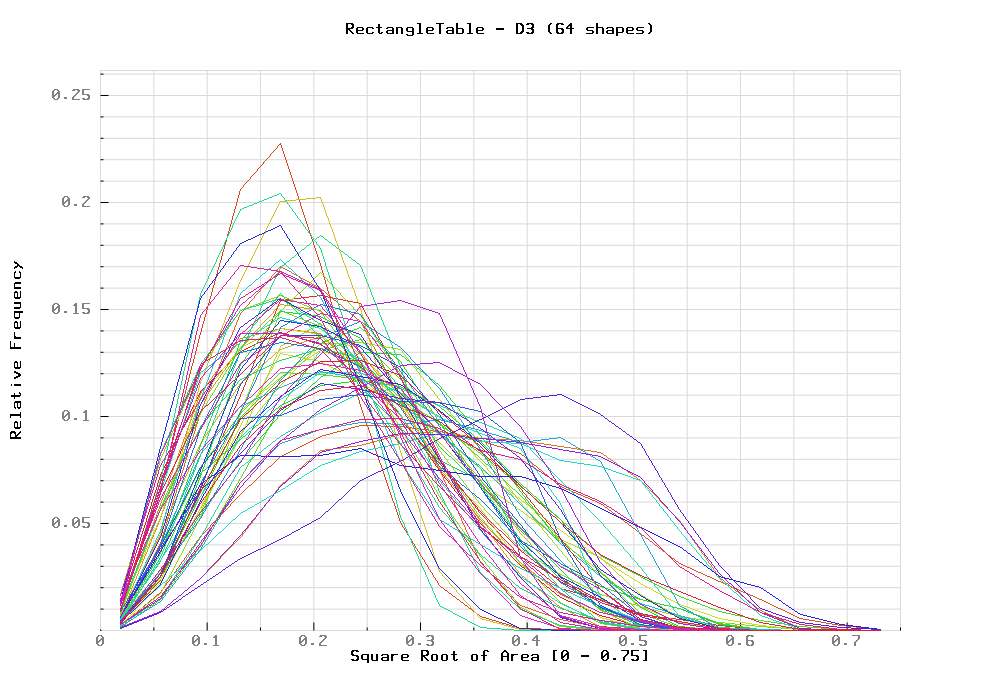 RectangleTable - D3 (64 shapes)
Relative Frequency
0.25
0.2
0.15
0.1
0.05
0 0.1 0.2 0.3 0.4 0.5 0.6 0.7
Square Root of Area [0 - 0.75]